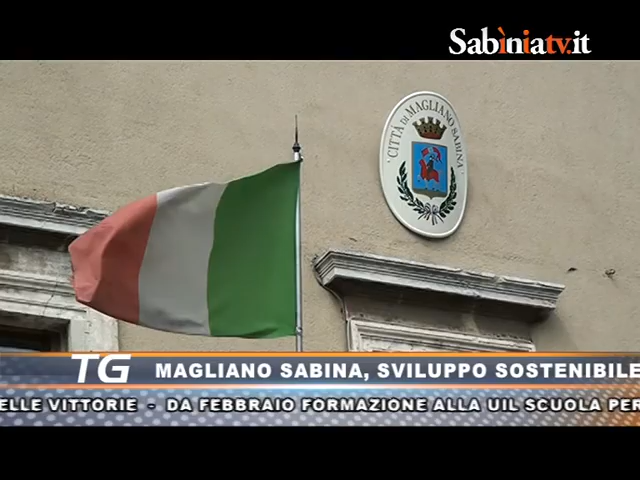 Sabìniatv.it
CITTÀ DI MAGLIANO SABINA
TG MAGLIANO SABINA, SVILUPPO SOSTENIBILE
ELLE VITTORIE - DA FEBBRAIO FORMAZIONE ALLA UIL SCUOLA PER